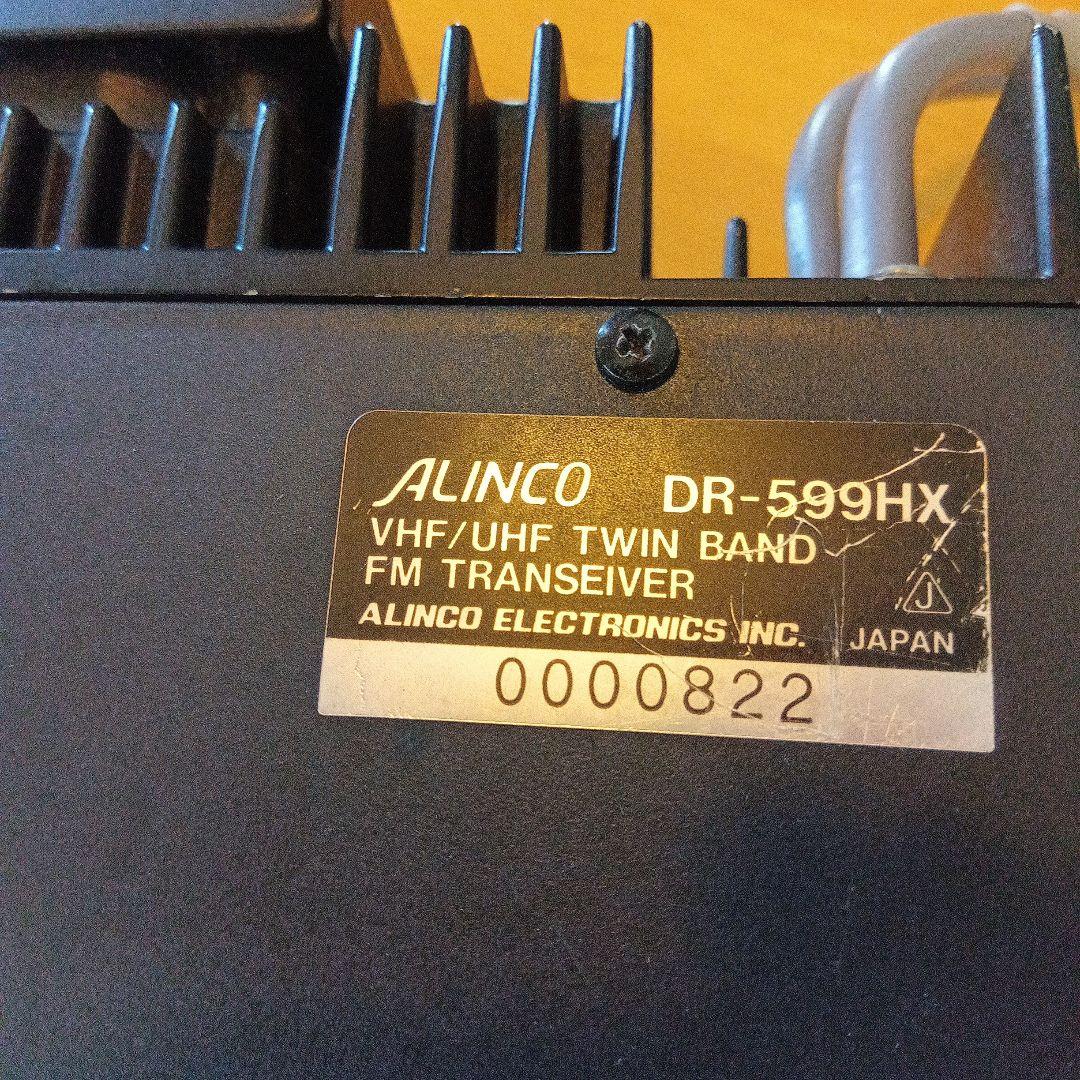 ALINCO DR-599HX
VHF/UHF TWIN BAND
FM TRANSEIVER
J
ALINCO ELECTRONICS INC. JAPAN
0000822